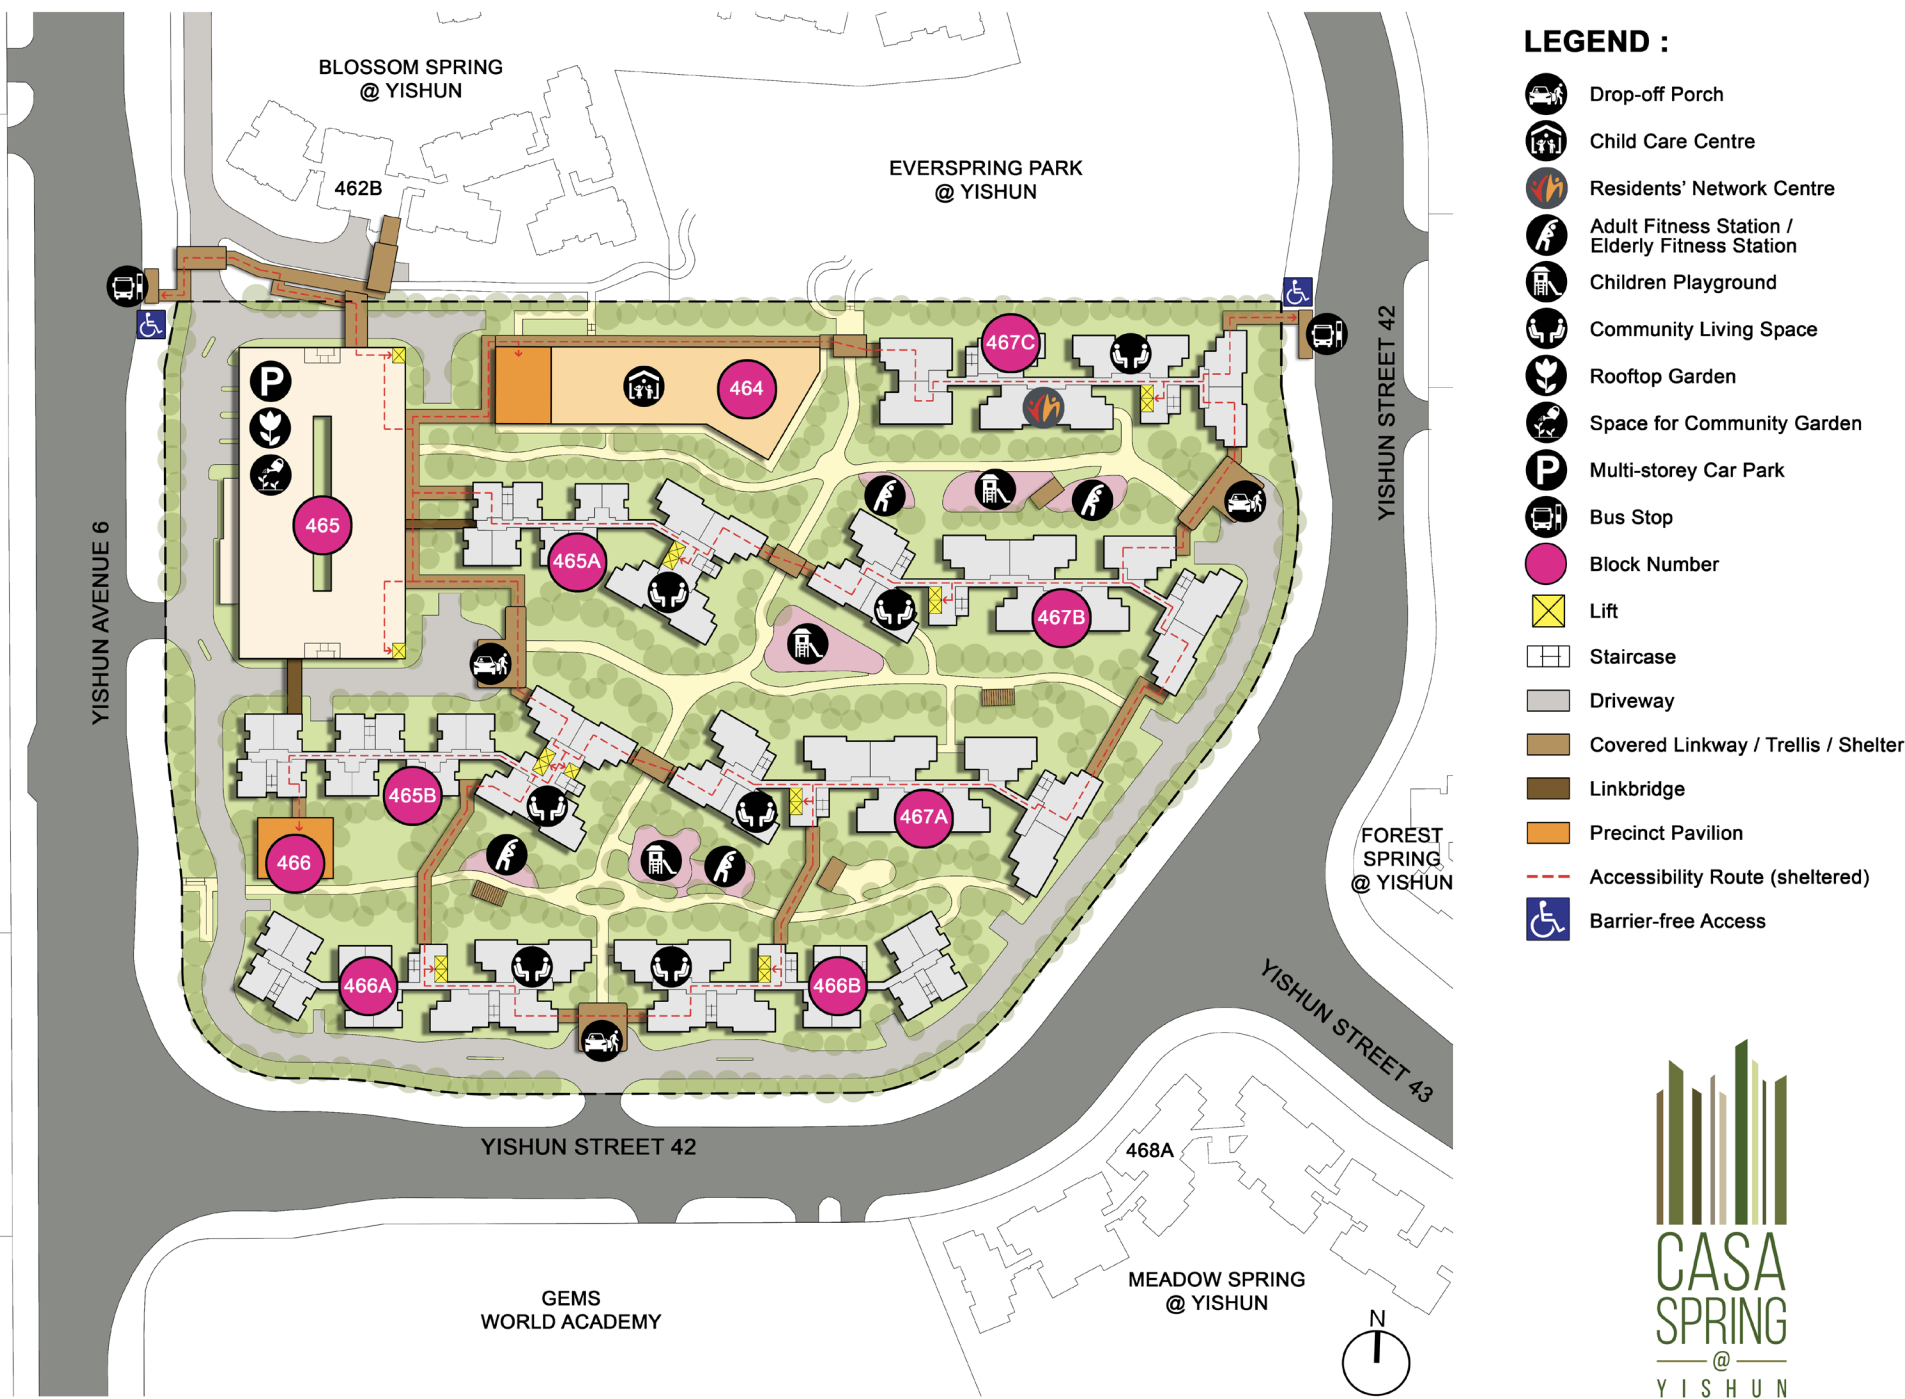 BLOSSOM SPRING
@ YISHUN
462B
EVERSPRING PARK
@ YISHUN
YISHUN AVENUE 6
YISHUN STREET 42
P
465
464
467C
465A
467B
465B
467A
466
466A
466B
FOREST
SPRING
@ YISHUN
YISHUN STREET 43
YISHUN STREET 42
468A
GEMS
WORLD ACADEMY
MEADOW SPRING
@ YISHUN
N
LEGEND :
Drop-off Porch
Child Care Centre
Residents' Network Centre
Adult Fitness Station /
Elderly Fitness Station
Children Playground
Community Living Space
Rooftop Garden
Space for Community Garden
P Multi-storey Car Park
Bus Stop
Block Number
Lift
Staircase
Driveway
Covered Linkway / Trellis / Shelter
Linkbridge
Precinct Pavilion
Accessibility Route (sheltered)
Barrier-free Access
CASA
SPRING
@
YISHUN